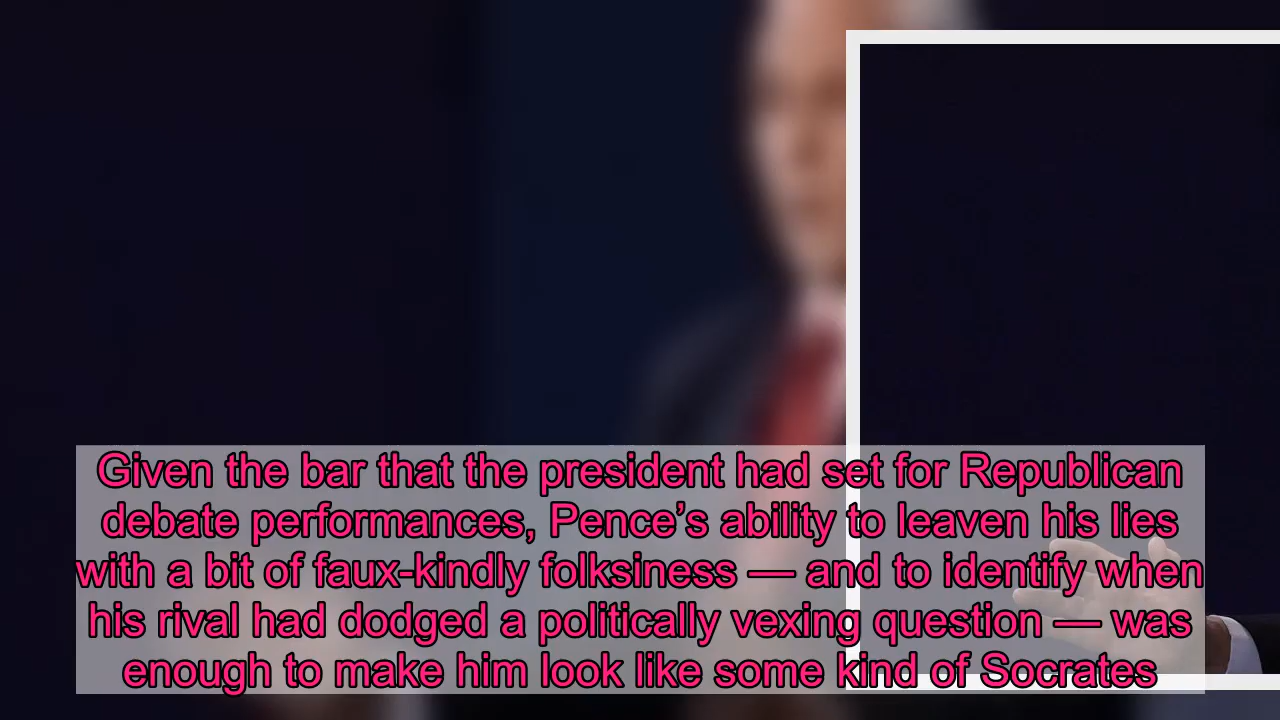 Given the bar that the president had set for Republican
debate performances, Pence’s ability to leaven his lies
with a bit of faux-kindly folksiness — and to identify when
his rival had dodged a politically vexing question — was
enough to make him look like some kind of Socrates